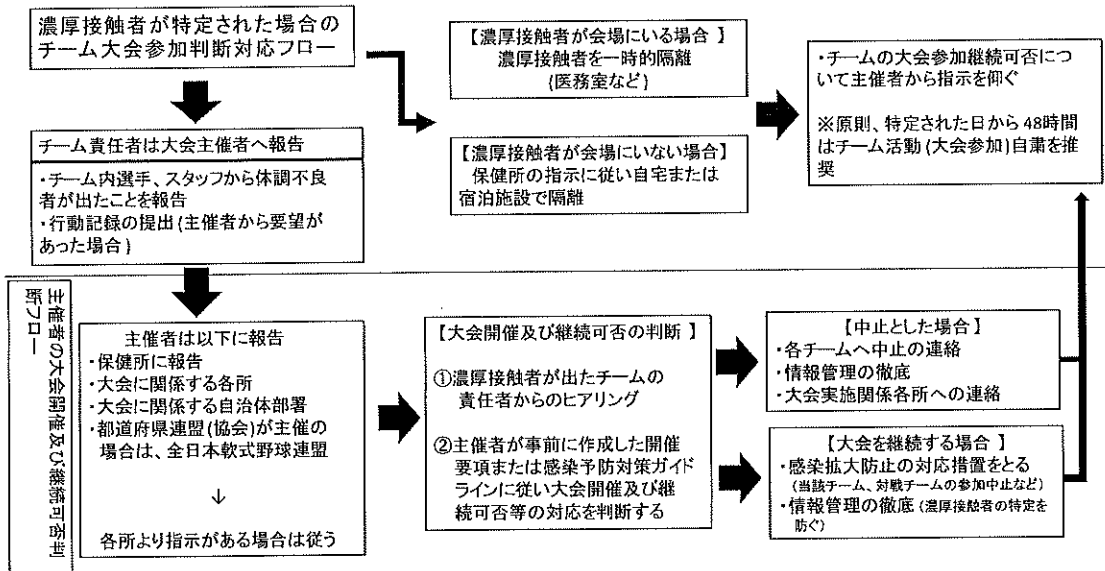 濃厚接触者が特定された場合の
チーム大会参加判断対応フロー
【濃厚接触者が会場にいる場合 】
濃厚接触者を一時的隔離
(医務室など)
【濃厚接触者が会場にいない場合】
保健所の指示に従い自宅または
宿泊施設で隔離
・チームの大会参加継続可否につ
いて主催者から指示を仰ぐ
※原則、特定された日から48時間
はチーム活動(大会参加)自粛を推
奨
チーム責任者は大会主催者へ報告
・チーム内選手、スタッフから体調不良
者が出たことを報告
・行動記録の提出(主催者から要望が
あった場合)
主催者の大会開催及び継続可否判
断フロー
主催者は以下に報告
・保健所に報告
・大会に関係する各所
・大会に関係する自治体部署
・都道府県連盟(協会)が主催の
場合は、全日本軟式野球連盟
↓
各所より指示がある場合は従う
【大会開催及び継続可否の判断 】
①濃厚接触者が出たチームの
責任者からのヒアリング
②主催者が事前に作成した開催
要項または感染予防対策ガイド
ラインに従い大会開催及び継
続可否等の対応を判断する
【中止とした場合】
・各チームへ中止の連絡
・情報管理の徹底
・大会実施関係各所への連絡
【大会を継続する場合】
・感染拡大防止の対応措置をとる
(当該チーム、対戦チームの参加中止など)
・情報管理の徹底(濃厚接触者の特定を
防ぐ)